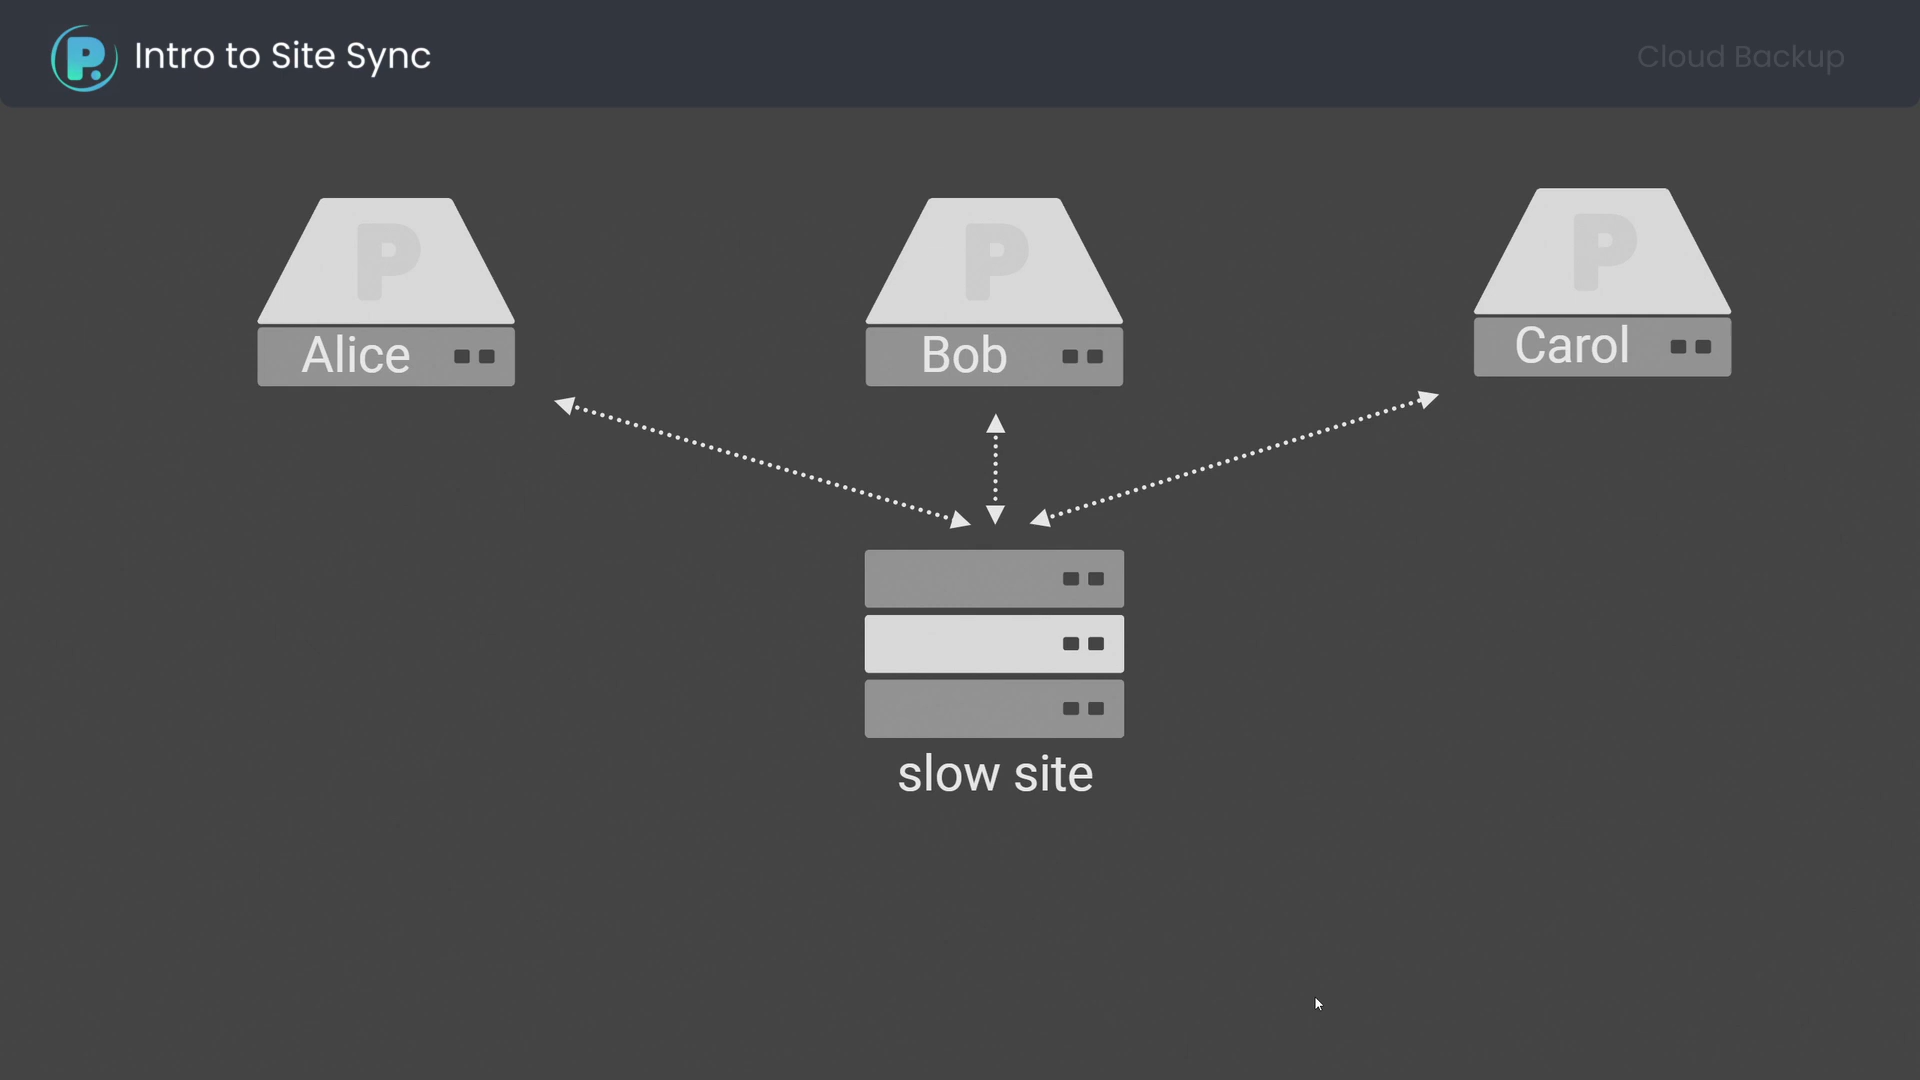 Intro to Site Sync
Cloud Backup
P
P
P
Alice
Bob
Carol
slow site